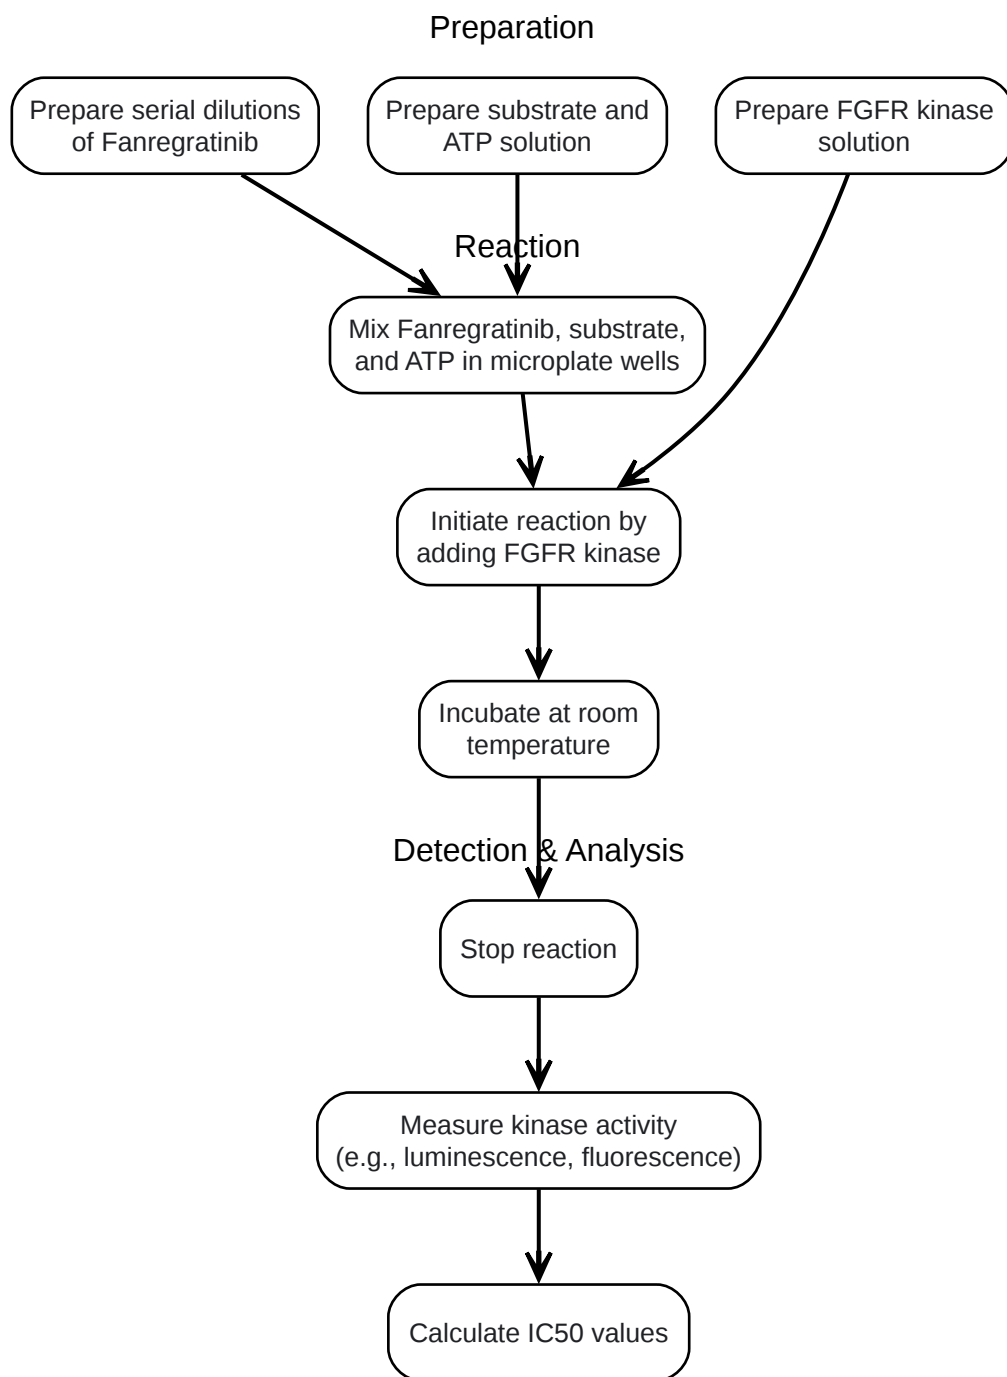 Preparation
Prepare serial dilutions
of Fanregratinib
Prepare substrate and
ATP solution
Prepare FGFR kinase
solution
Reaction
Mix Fanregratinib, substrate,
and ATP in microplate wells
Initiate reaction by
adding FGFR kinase
Incubate at room
temperature
Detection & Analysis
Stop reaction
Measure kinase activity
(e.g., luminescence, fluorescence)
Calculate IC50 values